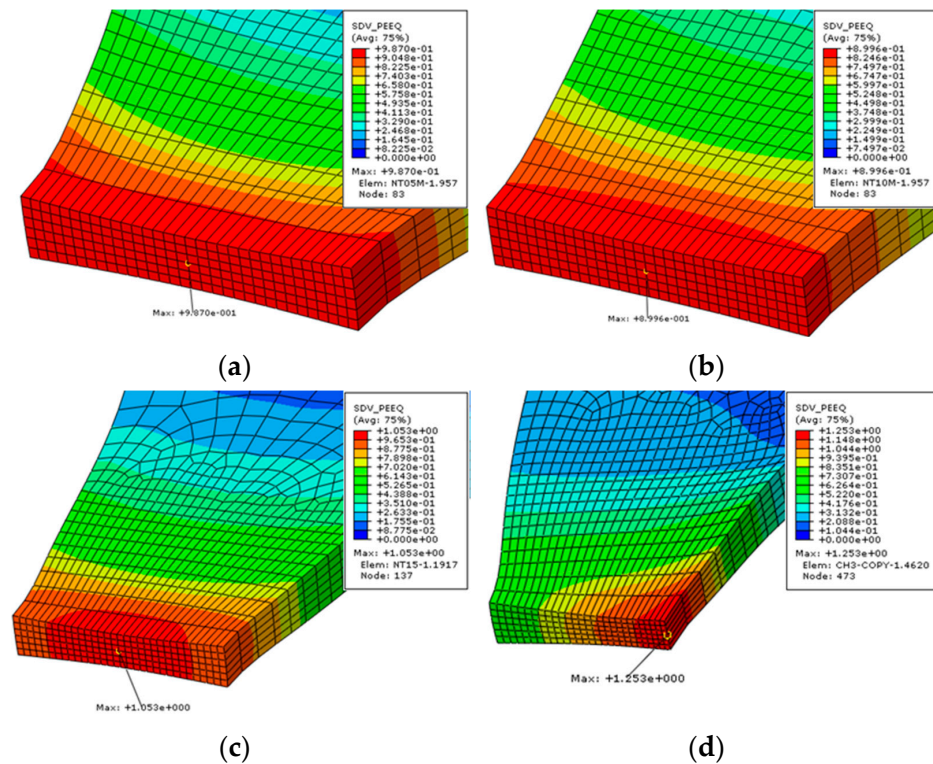 SDV_PEEQ
(Avg: 75%)
+9.870e-01
+9.048e-01
+8.225e-01
+7.403e-01
+6.580e-01
+5.758e-01
+4.935e-01
+4.113e-01
+3.290e-01
+2.468e-01
+1.645e-01
+8.225e-02
+0.000e+00
Max: +9.870e-01
Elem: NT05M-1.957
Node: 83
Max: +9.870e-001
(a)
SDV_PEEQ
(Avg: 75%)
+8.996e-01
+8.246e-01
+7.497e-01
+6.747e-01
+5.997e-01
+5.248e-01
+4.498e-01
+3.748e-01
+2.999e-01
+2.249e-01
+1.499e-01
+7.497e-02
+0.000e+00
Max: +8.996e-01
Elem: NT10M-1.957
Node: 83
Max: +8.996e-001
(b)
SDV_PEEQ
(Avg: 75%)
+1.053e+00
+9.653e-01
+8.775e-01
+7.898e-01
+7.020e-01
+6.143e-01
+5.265e-01
+4.388e-01
+3.510e-01
+2.633e-01
+1.755e-01
+8.775e-02
+0.000e+00
Max: +1.053e+00
Elem: NT15-1.1917
Node: 137
Max: +1.053e+000
(c)
SDV_PEEQ
(Avg: 75%)
+1.253e+00
+1.148e+00
+1.044e+00
+9.395e-01
+8.351e-01
+7.307e-01
+6.264e-01
+5.220e-01
+4.176e-01
+3.132e-01
+2.088e-01
+1.044e-01
+0.000e+00
Max: +1.253e+00
Elem: CH3-COPY-1.4620
Node: 473
Max: +1.253e+000
(d)